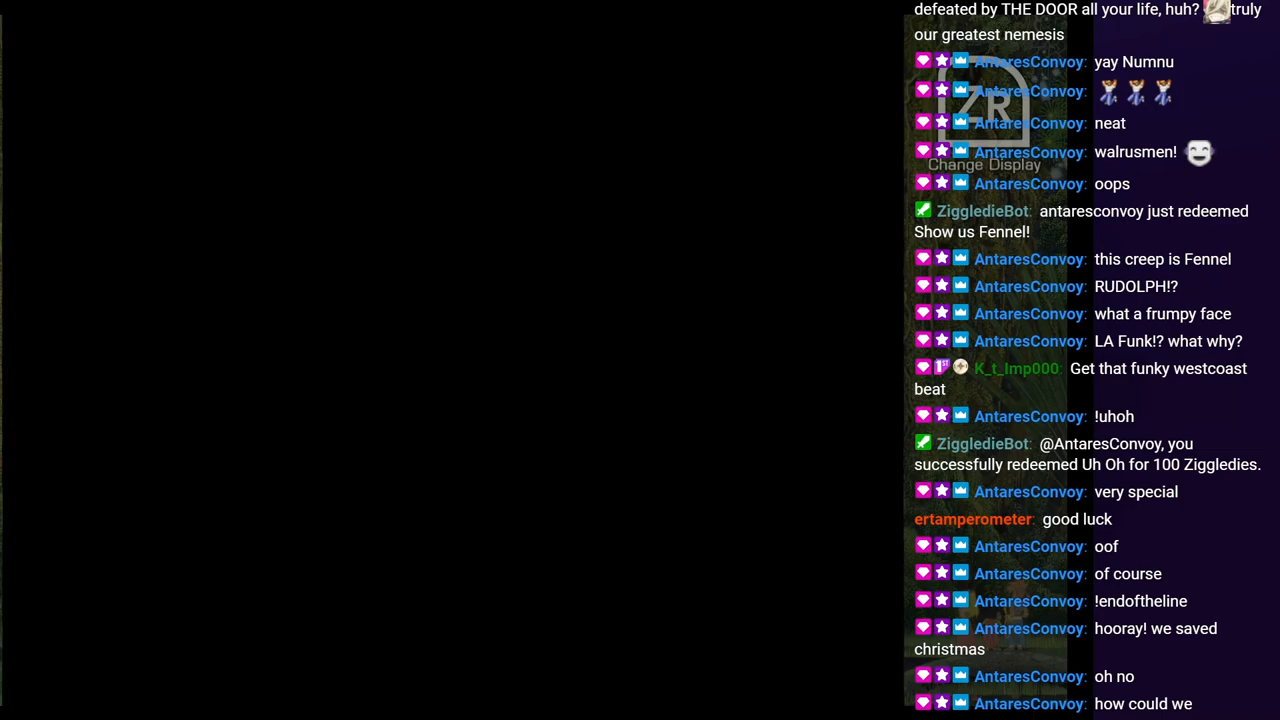 defeated by THE DOOR all your life, huh? truly
our greatest nemesis
AntaresConvoy: yay Numnu
AntaresConvoy:
AntaresConvoy: neat
AntaresConvoy: walrusmen!
AntaresConvoy: oops
ZiggledieBot: antaresconvoy just redeemed
Show us Fennel!
AntaresConvoy: this creep is Fennel
AntaresConvoy: RUDOLPH!?
AntaresConvoy: what a frumpy face
AntaresConvoy: LA Funk!? what why?
K_t_Imp000: Get that funky westcoast
beat
AntaresConvoy: !uhoh
ZiggledieBot: @AntaresConvoy, you
successfully redeemed Uh Oh for 100 Ziggledies.
AntaresConvoy: very special
ertamperometer: good luck
AntaresConvoy: oof
AntaresConvoy: of course
AntaresConvoy: !endoftheline
AntaresConvoy: hooray! we saved
christmas
AntaresConvoy: oh no
AntaresConvoy: how could we
ZR
Change Display